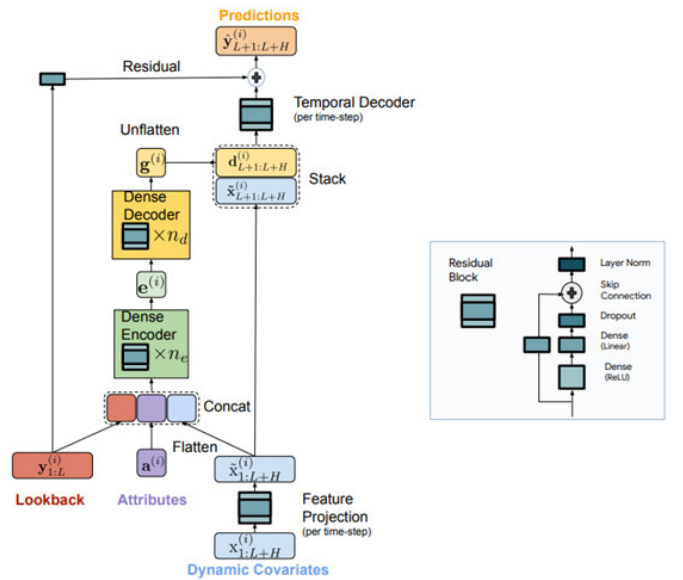 Predictions
ŷ^{(i)}_{L+1:L+H}
Residual
Temporal Decoder
(per time-step)
Unflatten
g^{(i)}
d^{(i)}_{L+1:L+H}
x̃^{(i)}_{L+1:L+H}
Stack
Dense
Decoder
×n_d
e^{(i)}
Dense
Encoder
×n_e
Concat
Flatten
y^{(i)}_{1:L}
a^{(i)}
x̃^{(i)}_{1:L+H}
Lookback
Attributes
Feature
Projection
(per time-step)
x^{(i)}_{1:L+H}
Dynamic Covariates
Residual
Block
Layer Norm
Skip
Connection
Dropout
Dense
(Linear)
Dense
(ReLU)